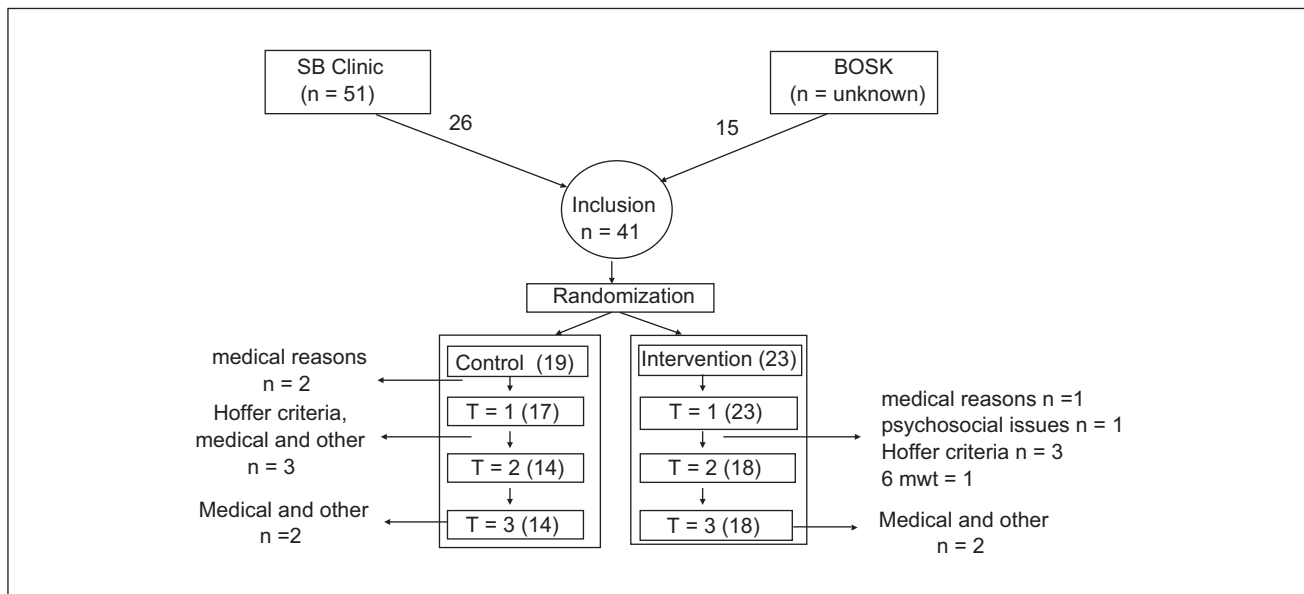 SB Clinic
(n = 51)
BOSK
(n = unknown)
26
15
Inclusion
n = 41
Randomization
Control (19)
Intervention (23)
medical reasons
n = 2
T = 1 (17)
T = 1 (23)
Hoffer criteria,
medical and other
n = 3
medical reasons n =1
psychosocial issues n = 1
Hoffer criteria n = 3
6 mwt = 1
T = 2 (14)
T = 2 (18)
Medical and other
n =2
T = 3 (14)
T = 3 (18)
Medical and other
n = 2